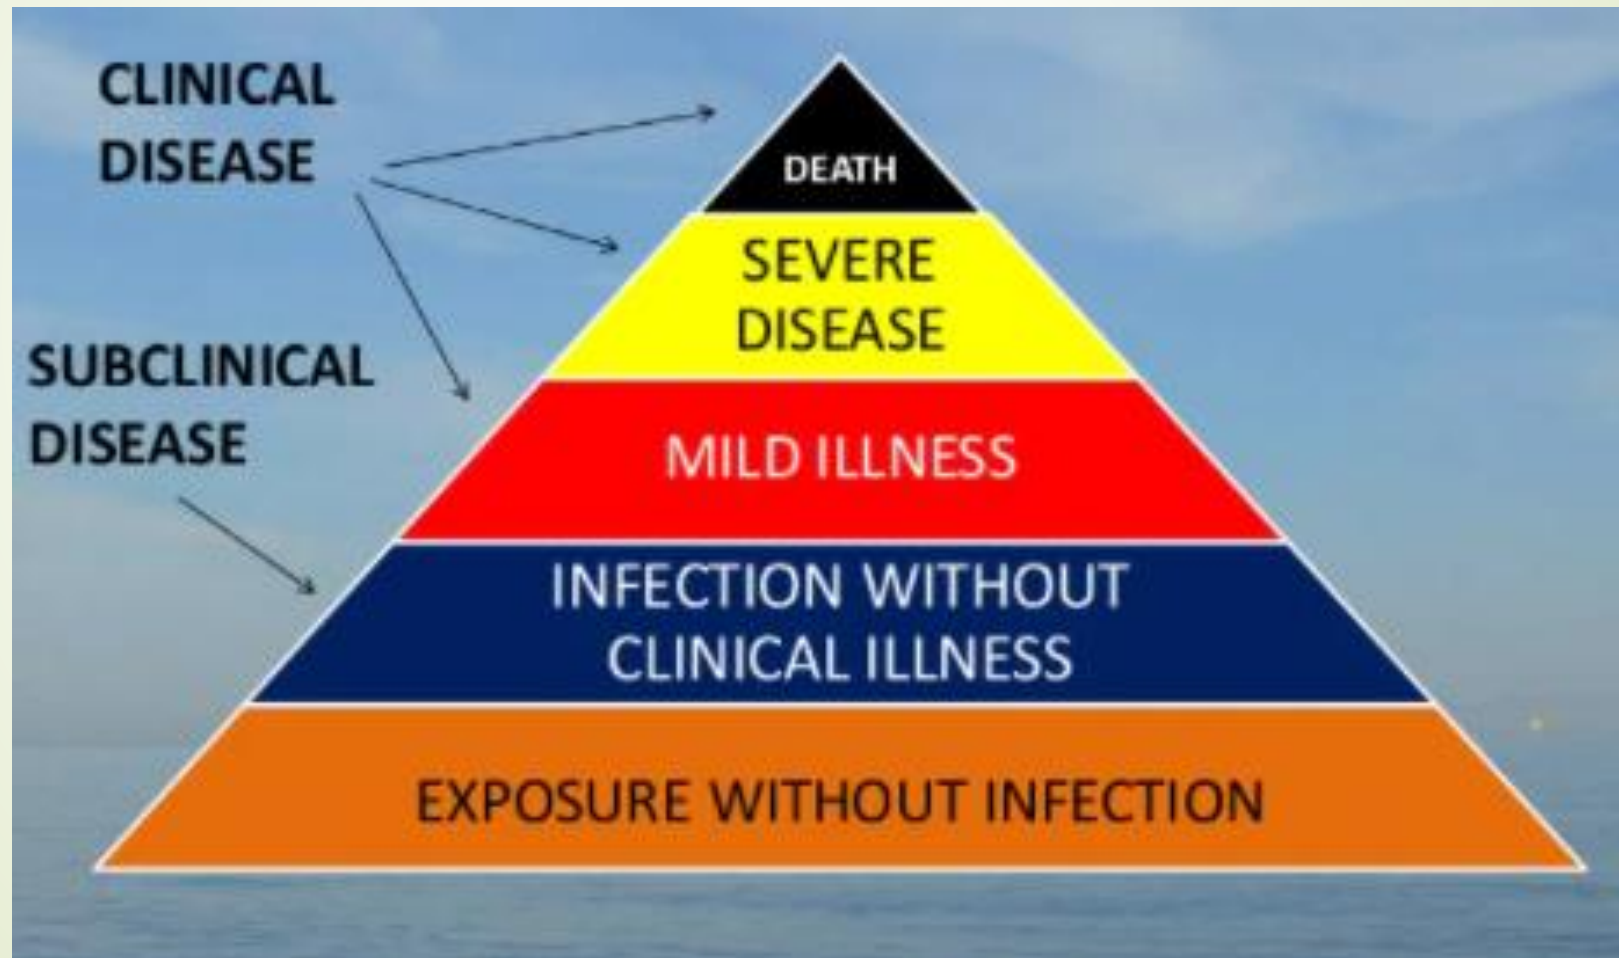 CLINICAL
DISEASE
DEATH
SEVERE
DISEASE
SUBCLINICAL
DISEASE
MILD ILLNESS
INFECTION WITHOUT
CLINICAL ILLNESS
EXPOSURE WITHOUT INFECTION